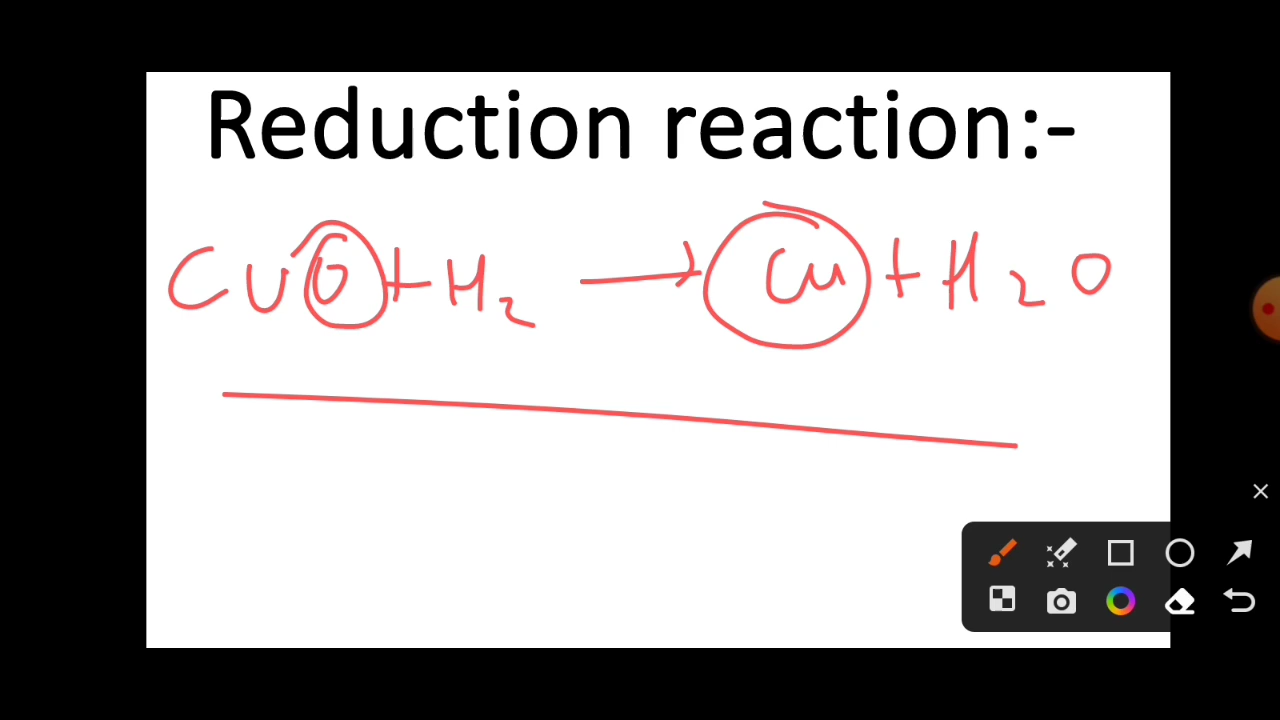 Reduction reaction:-
CuO + H2 → Cu + H2O